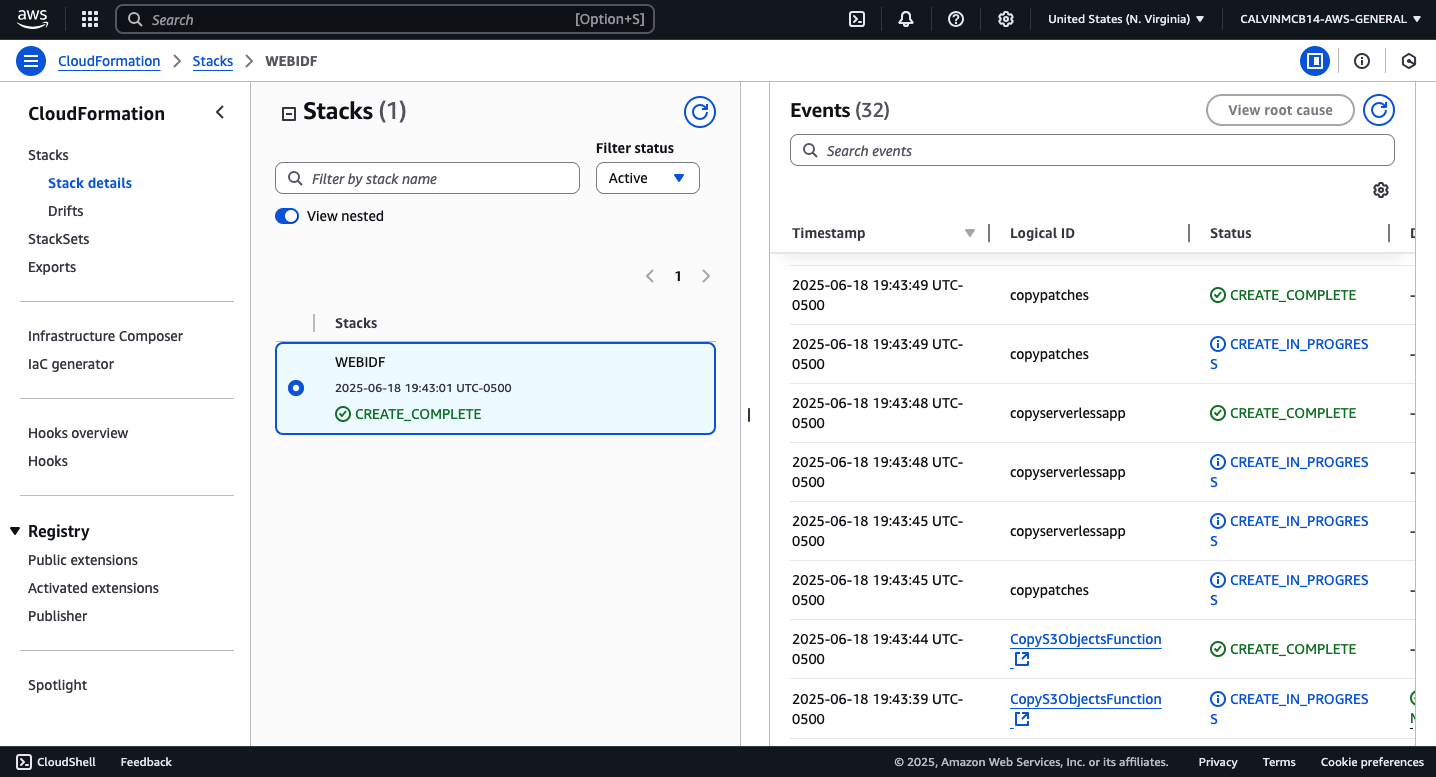 aws
Search [Option+S]
United States (N. Virginia)
CALVINMCB14-AWS-GENERAL
CloudFormation
Stacks
WEBIDF
CloudFormation
Stacks
Stack details
Drifts
StackSets
Exports
Infrastructure Composer
IaC generator
Hooks overview
Hooks
Registry
Public extensions
Activated extensions
Publisher
Spotlight
Stacks (1)
Filter status
Filter by stack name
Active
View nested
1
Stacks
WEBIDF
2025-06-18 19:43:01 UTC-0500
CREATE_COMPLETE
Events (32)
View root cause
Search events
Timestamp Logical ID Status
2025-06-18 19:43:49 UTC-
0500
copypatches
CREATE_COMPLETE
-
2025-06-18 19:43:49 UTC-
0500
copypatches
CREATE_IN_PROGRES
S
-
2025-06-18 19:43:48 UTC-
0500
copyserverlessapp
CREATE_COMPLETE
-
2025-06-18 19:43:48 UTC-
0500
copyserverlessapp
CREATE_IN_PROGRES
S
-
2025-06-18 19:43:45 UTC-
0500
copyserverlessapp
CREATE_IN_PROGRES
S
-
2025-06-18 19:43:45 UTC-
0500
copypatches
CREATE_IN_PROGRES
S
-
2025-06-18 19:43:44 UTC-
0500
CopyS3ObjectsFunction
CREATE_COMPLETE
-
2025-06-18 19:43:39 UTC-
0500
CopyS3ObjectsFunction
CREATE_IN_PROGRES
S
CloudShell
Feedback
© 2025, Amazon Web Services, Inc. or its affiliates.
Privacy
Terms
Cookie preferences